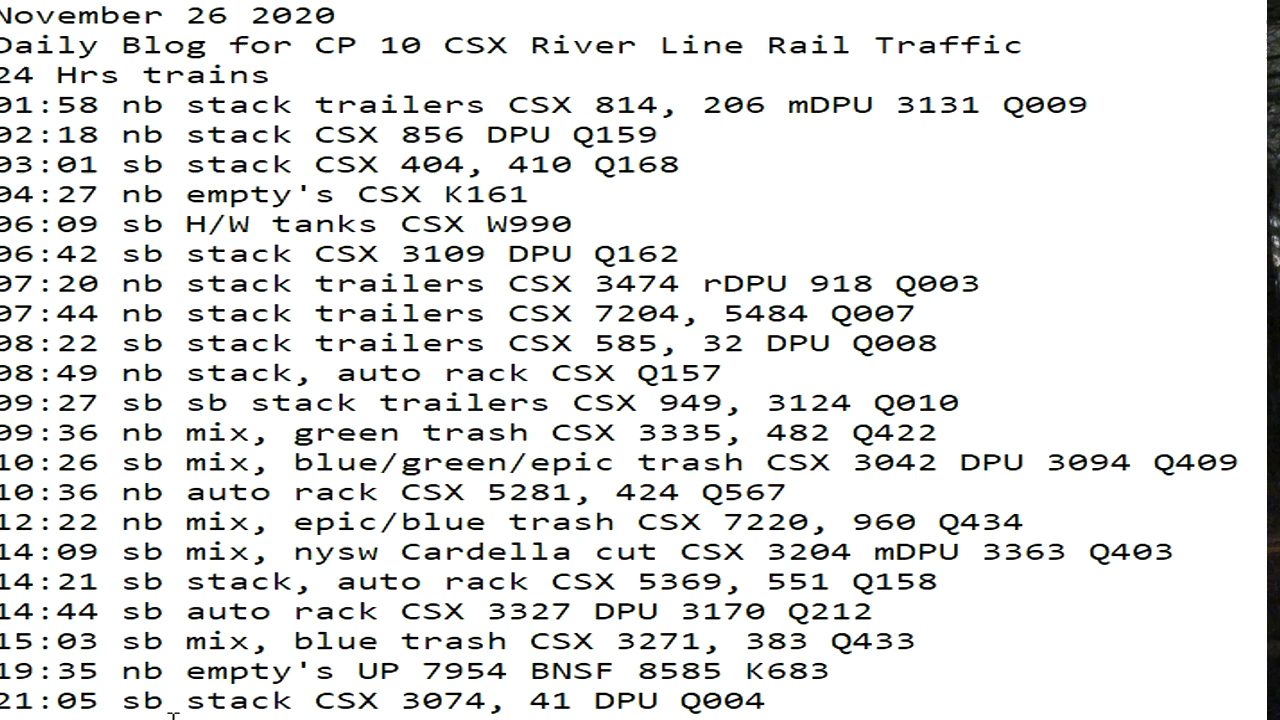 November 26 2020
Daily Blog for CP 10 CSX River Line Rail Traffic
24 Hrs trains
01:58 nb stack trailers CSX 814, 206 mDPU 3131 Q009
02:18 nb stack CSX 856 DPU Q159
03:01 sb stack CSX 404, 410 Q168
04:27 nb empty's CSX K161
06:09 sb H/W tanks CSX W990
06:42 sb stack CSX 3109 DPU Q162
07:20 nb stack trailers CSX 3474 rDPU 918 Q003
07:44 nb stack trailers CSX 7204, 5484 Q007
08:22 sb stack trailers CSX 585, 32 DPU Q008
08:49 nb stack, auto rack CSX Q157
09:27 sb sb stack trailers CSX 949, 3124 Q010
09:36 nb mix, green trash CSX 3335, 482 Q422
10:26 sb mix, blue/green/epic trash CSX 3042 DPU 3094 Q409
10:36 nb auto rack CSX 5281, 424 Q567
12:22 nb mix, epic/blue trash CSX 7220, 960 Q434
14:09 sb mix, nysw Cardella cut CSX 3204 mDPU 3363 Q403
14:21 sb stack, auto rack CSX 5369, 551 Q158
14:44 sb auto rack CSX 3327 DPU 3170 Q212
15:03 sb mix, blue trash CSX 3271, 383 Q433
19:35 nb empty's UP 7954 BNSF 8585 K683
21:05 sb stack CSX 3074, 41 DPU Q004